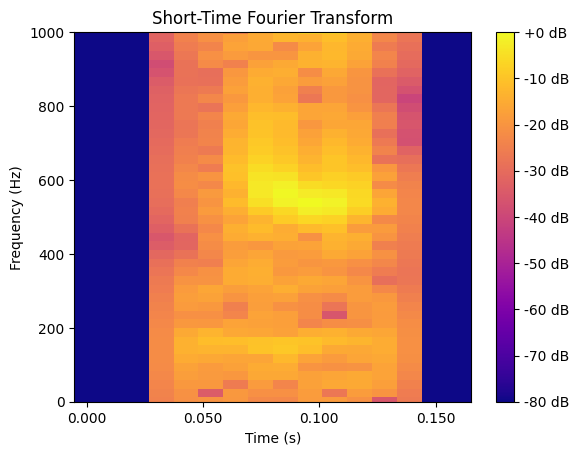 Short-Time Fourier Transform
Frequency (Hz)
1000
800
600
400
200
0
0.000
0.050
0.100
0.150
Time (s)
+0 dB
-10 dB
-20 dB
-30 dB
-40 dB
-50 dB
-60 dB
-70 dB
-80 dB